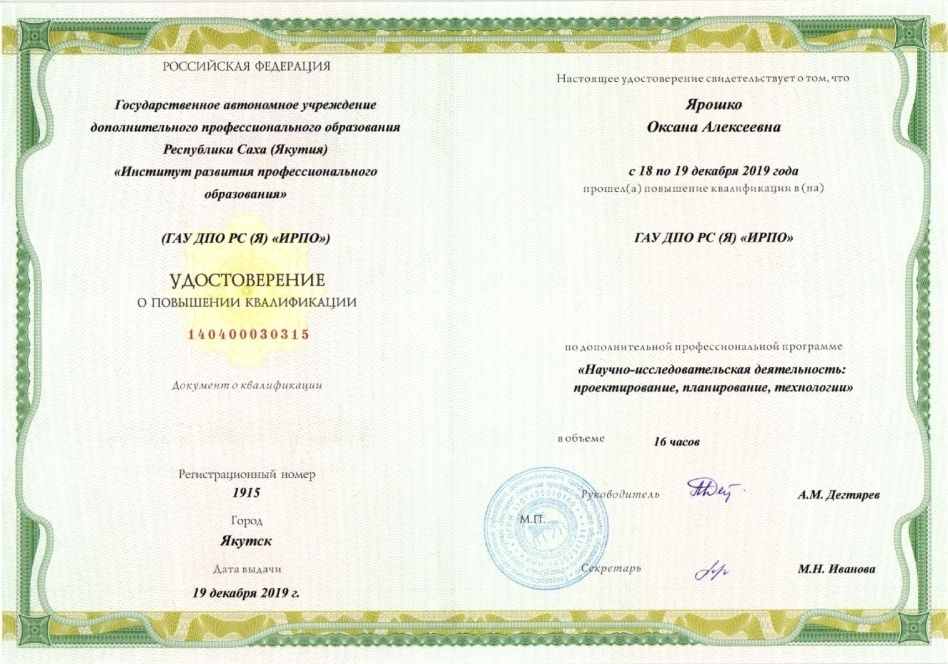 РОССИЙСКАЯ ФЕДЕРАЦИЯ
Государственное автономное учреждение
дополнительного профессионального образования
Республики Саха (Якутия)
«Институт развития профессионального
образования»
(ГАУ ДПО РС (Я) «ИРПО»)
УДОСТОВЕРЕНИЕ
О ПОВЫШЕНИИ КВАЛИФИКАЦИИ
140400030315
Документ о квалификации
Регистрационный номер
1915
Город
Якутск
Дата выдачи
19 декабря 2019 г.
Настоящее удостоверение свидетельствует о том, что
Ярошко
Оксана Алексеевна
с 18 по 19 декабря 2019 года
прошел(а) повышение квалификации в (на)
ГАУ ДПО РС (Я) «ИРПО»
по дополнительной профессиональной программе
«Научно-исследовательская деятельность:
проектирование, планирование, технологии»
в объеме 16 часов
Руководитель А.М. Дегтярев
М.П.
Секретарь М.Н. Иванова